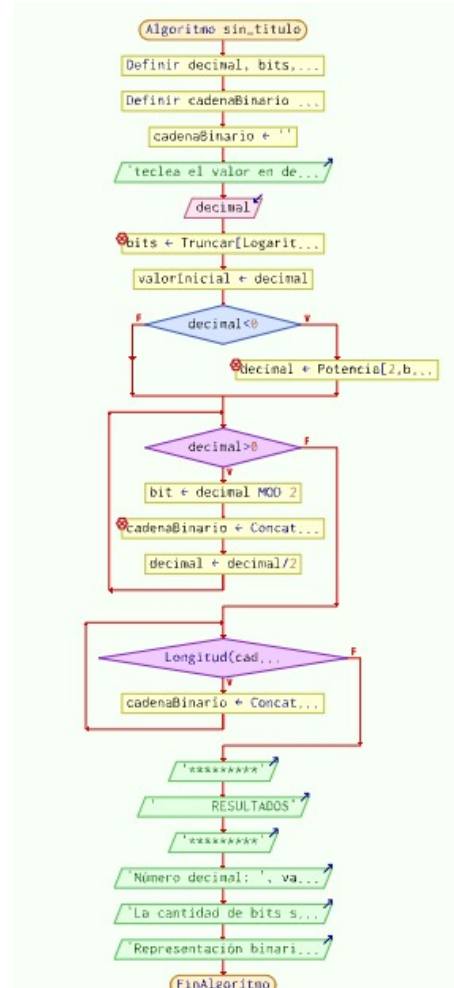 Algoritmo sin_titulo
Definir decimal, bits,...
Definir cadenaBinario ...
cadenaBinario ← ''
'teclea el valor en de...
decimal
bits ← Truncar[Logarit...
valorInicial ← decimal
decimal<0
F
V
decimal ← Potencia[2,b,...
decimal>0
F
V
bit ← decimal MOD 2
cadenaBinario ← Concat...
decimal ← decimal/2
Longitud(cad...
F
V
cadenaBinario ← Concat...
'*********'
' RESULTADOS'
'*********'
'Número decimal: ', va...
'La cantidad de bits s...
'Representación binari...
FinAlgoritmo